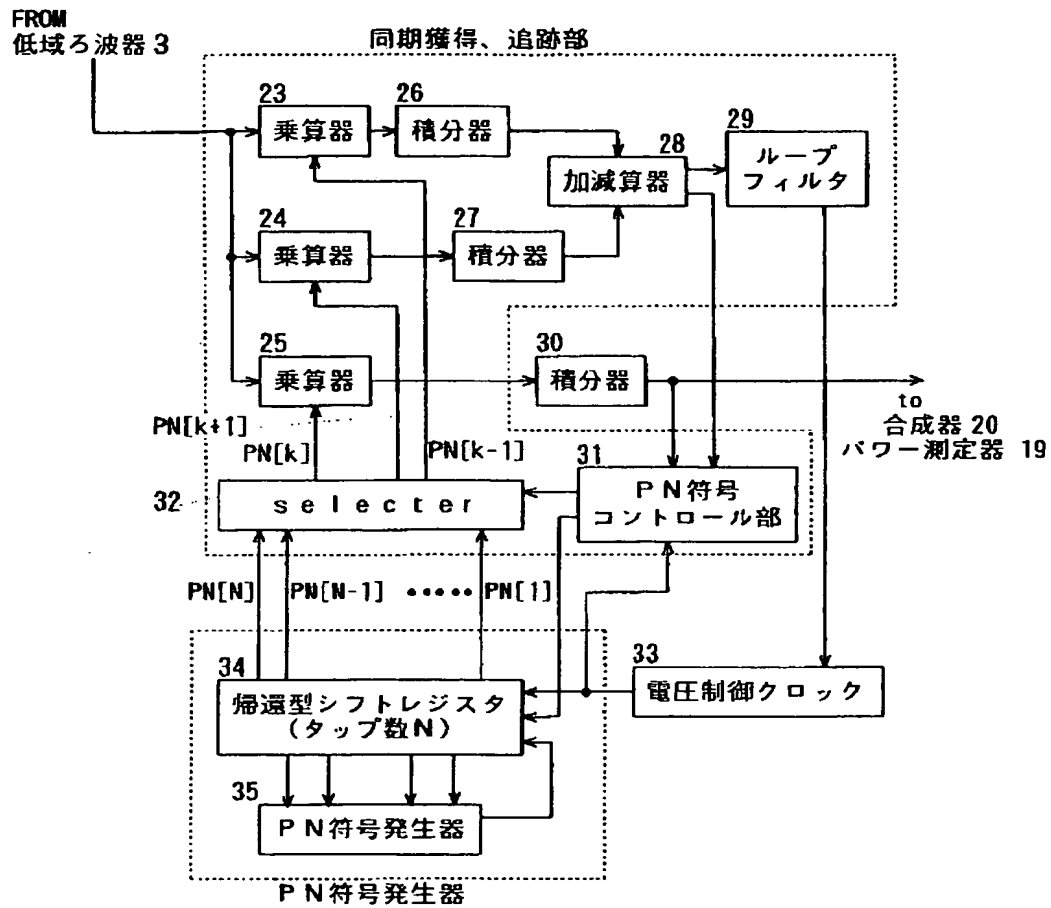 FROM
低域ろ波器3
同期獲得、追跡部
23
乗算器
26
積分器
28
加減算器
29
ループ
フィルタ
24
乗算器
27
積分器
25
乗算器
30
積分器
to
合成器20
パワー測定器 19
PN[k+1]
PN[k]
PN[k-1]
31
PN符号
コントロール部
32
selecter
PN[N]
PN[N-1]
•••••
PN[1]
34
帰還型シフトレジスタ
(タップ数N)
33
電圧制御クロック
35
PN符号発生器
PN符号発生器